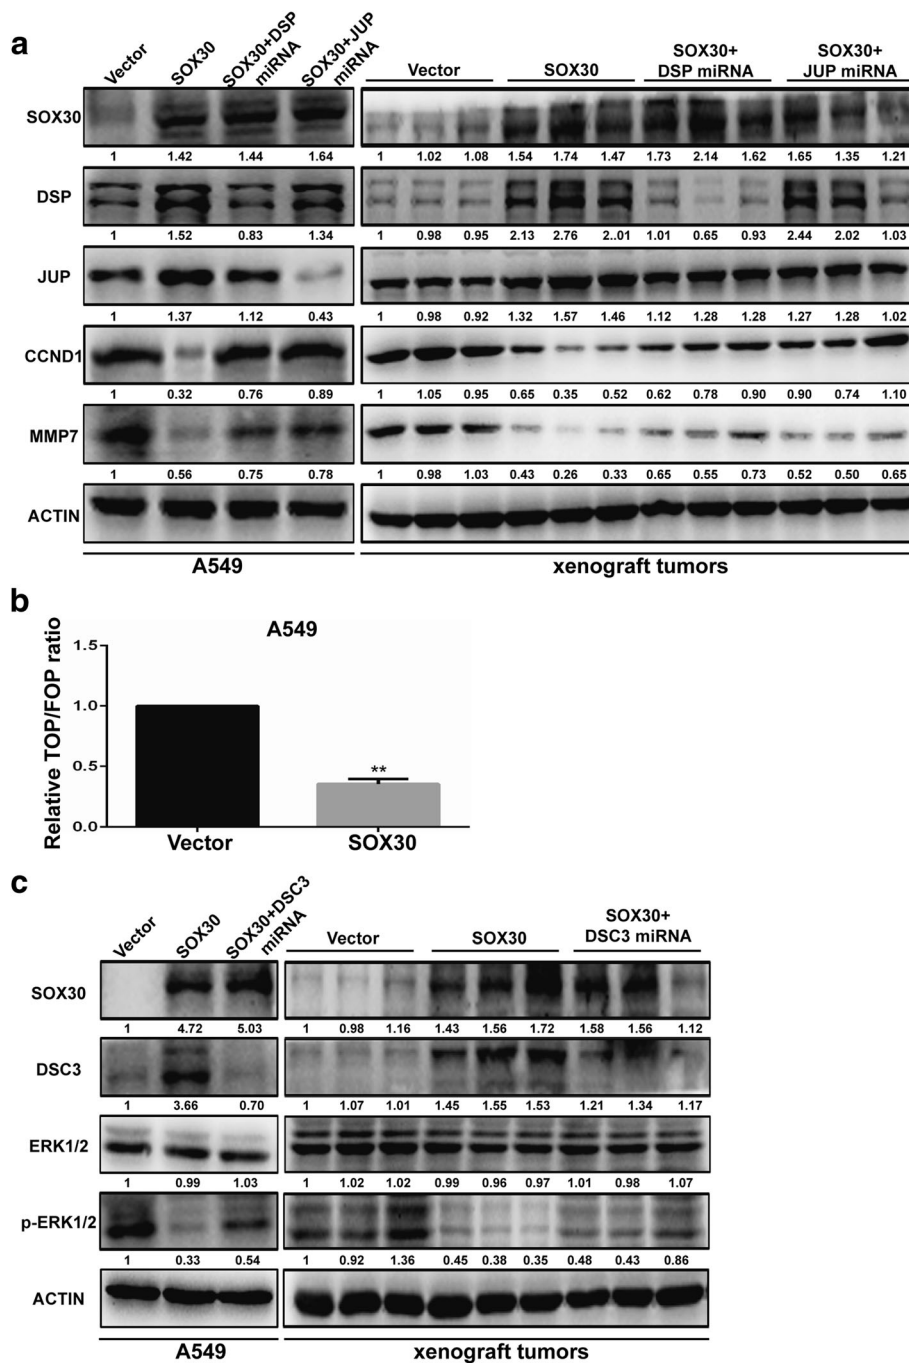 a
Vector
SOX30
SOX30+DSP miRNA
SOX30+JUP miRNA
Vector
SOX30
SOX30+ DSP miRNA
SOX30+ JUP miRNA
SOX30
1 1.42 1.44 1.64 1 1.02 1.08 1.54 1.74 1.47 1.73 2.14 1.62 1.65 1.35 1.21
DSP
1 1.52 0.83 1.34 1 0.98 0.95 2.13 2.76 2..01 1.01 0.65 0.93 2.44 2.02 1.03
JUP
1 1.37 1.12 0.43 1 0.98 0.92 1.32 1.57 1.46 1.12 1.28 1.28 1.27 1.28 1.02
CCND1
1 0.32 0.76 0.89 1 1.05 0.95 0.65 0.35 0.52 0.62 0.78 0.90 0.90 0.74 1.10
MMP7
1 0.56 0.75 0.78 1 0.98 1.03 0.43 0.26 0.33 0.65 0.55 0.73 0.52 0.50 0.65
ACTIN
A549 xenograft tumors
b
A549
Relative TOP/FOP ratio
1.5
1.0
0.5
0.0
**
Vector SOX30
c
Vector
SOX30
SOX30+DSC3 miRNA
Vector
SOX30
SOX30+ DSC3 miRNA
SOX30
1 4.72 5.03 1 0.98 1.16 1.43 1.56 1.72 1.58 1.56 1.12
DSC3
1 3.66 0.70 1 1.07 1.01 1.45 1.55 1.53 1.21 1.34 1.17
ERK1/2
1 0.99 1.03 1 1.02 1.02 0.99 0.96 0.97 1.01 0.98 1.07
p-ERK1/2
1 0.33 0.54 1 0.92 1.36 0.45 0.38 0.35 0.48 0.43 0.86
ACTIN
A549 xenograft tumors